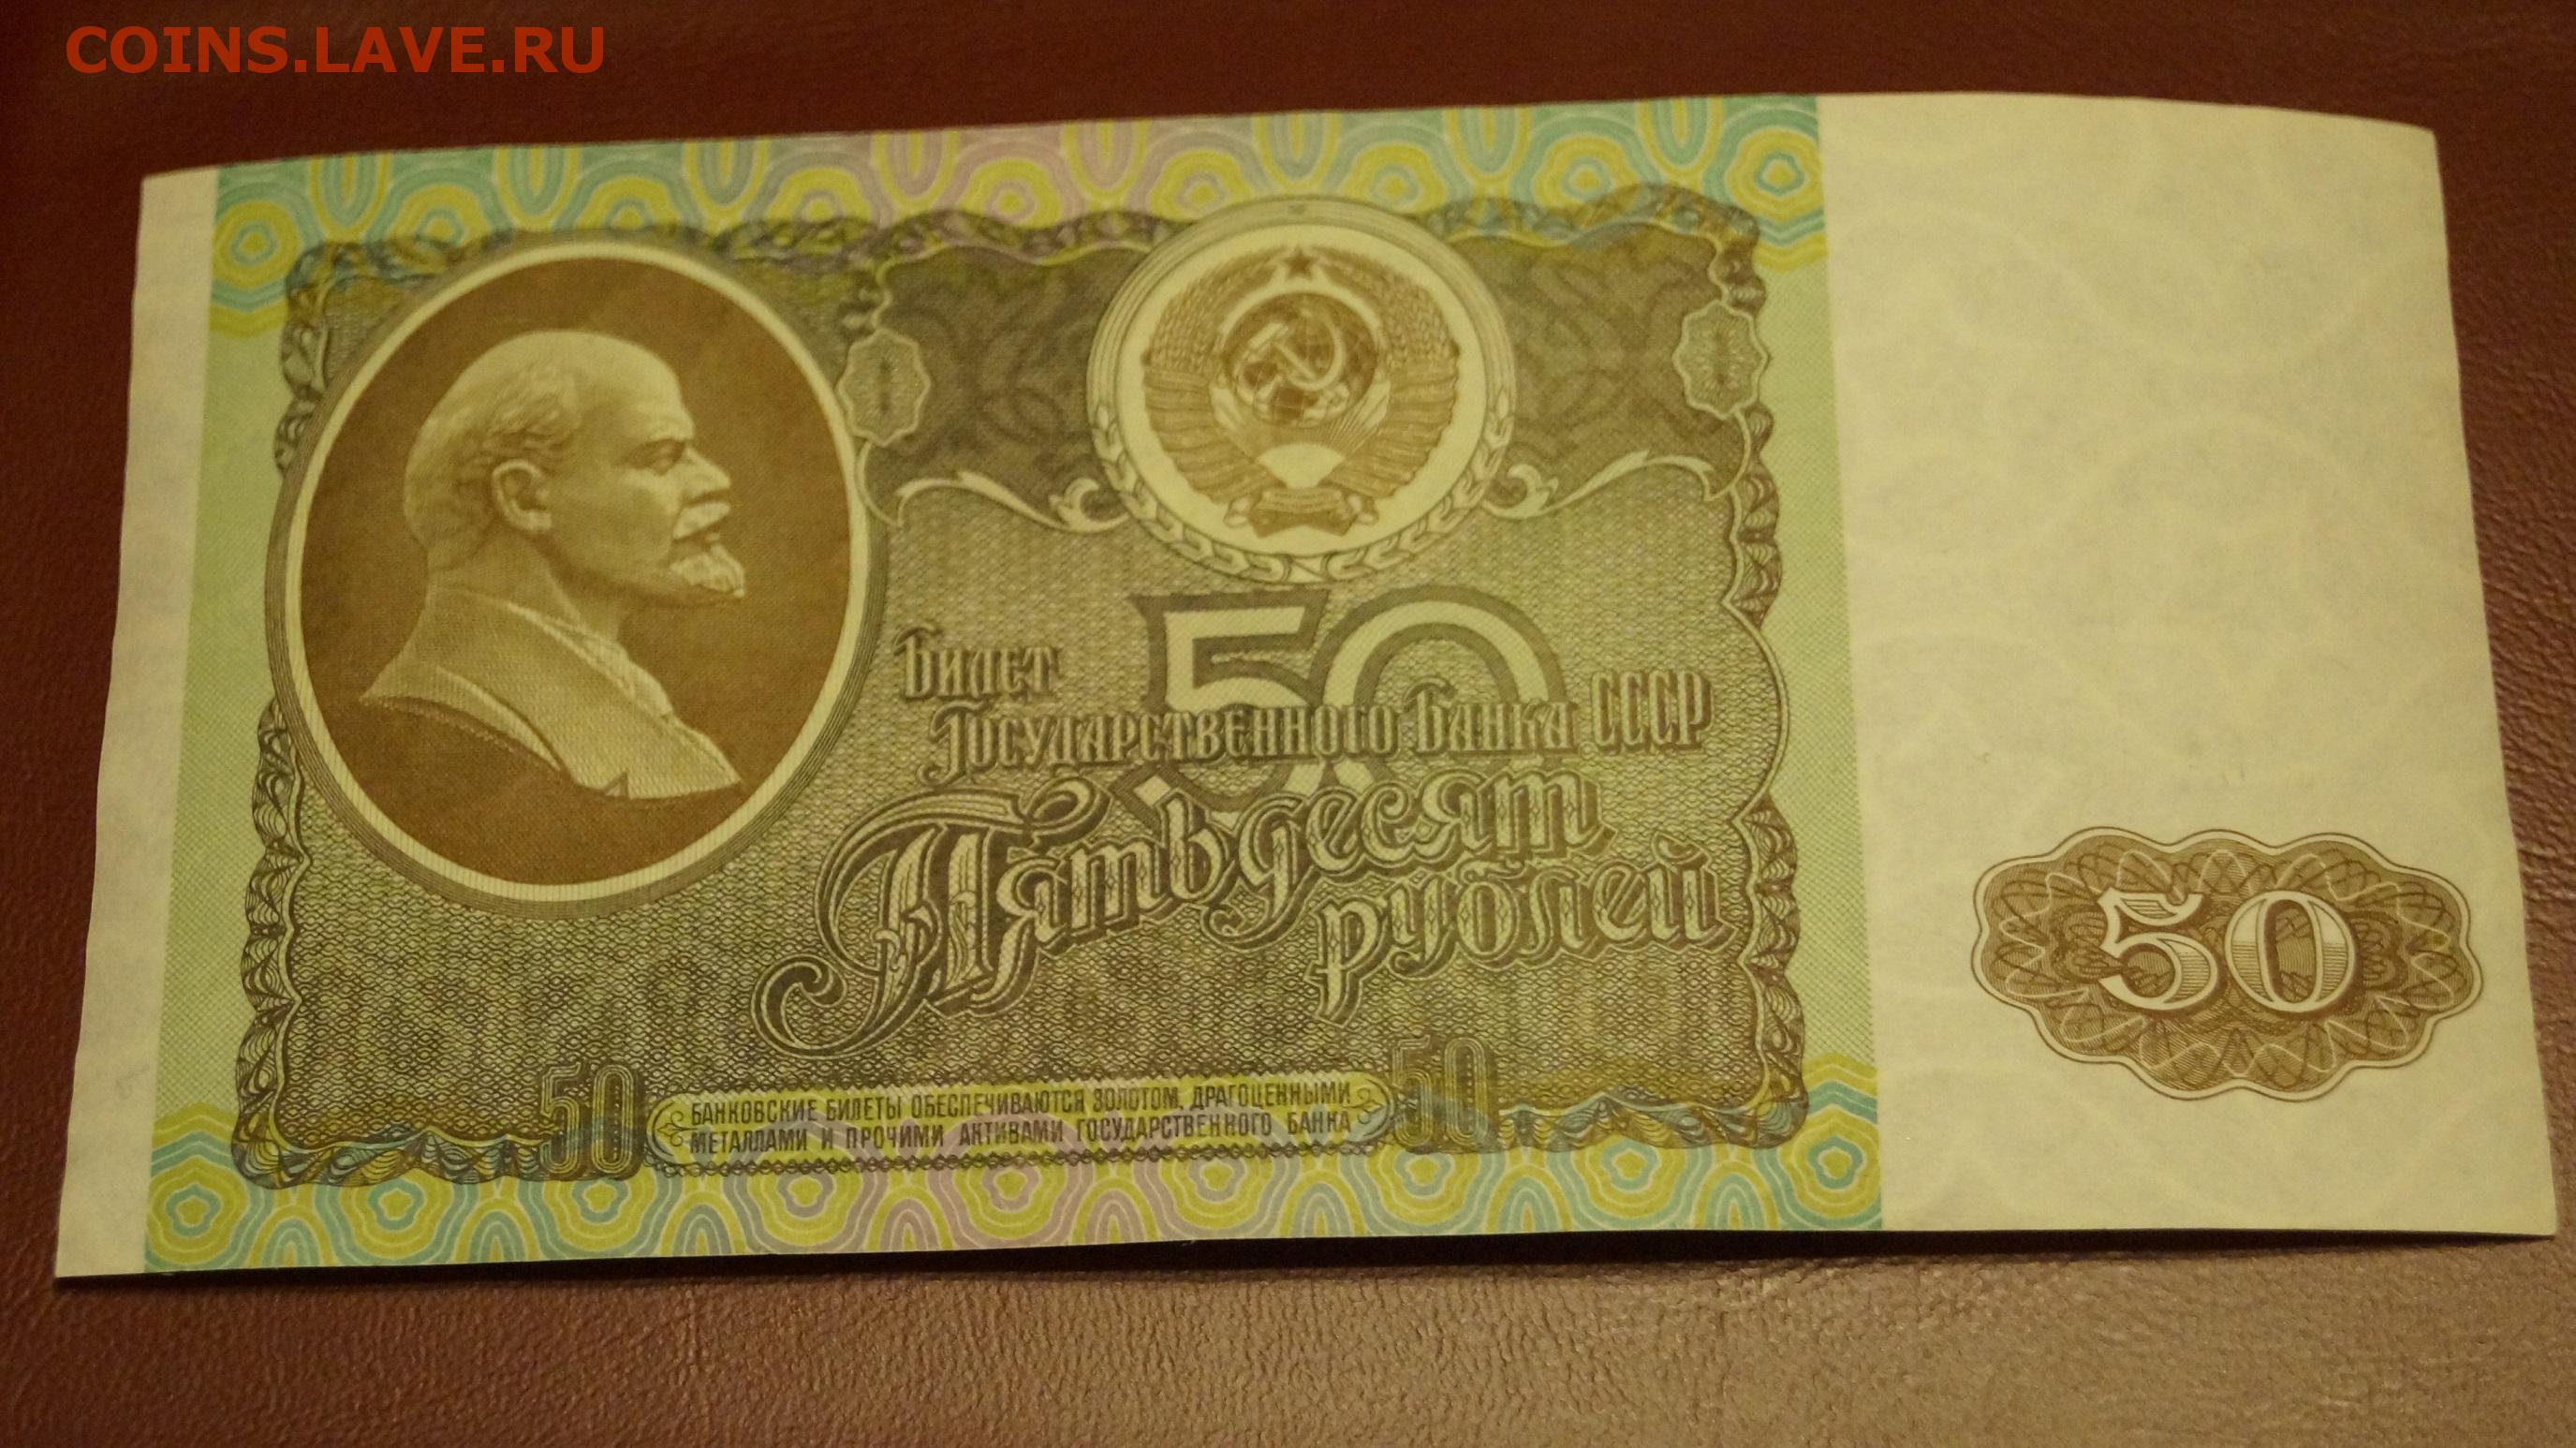 COINS.LAVE.RU
50
Билет
Государственного Банка СССР
Пятьдесят
рублей
50
50 БАНКОВСКИЕ БИЛЕТЫ ОБЕСПЕЧИВАЮТСЯ ЗОЛОТОМ, ДРАГОЦЕННЫМИ 50
МЕТАЛЛАМИ И ПРОЧИМИ АКТИВАМИ ГОСУДАРСТВЕННОГО БАНКА